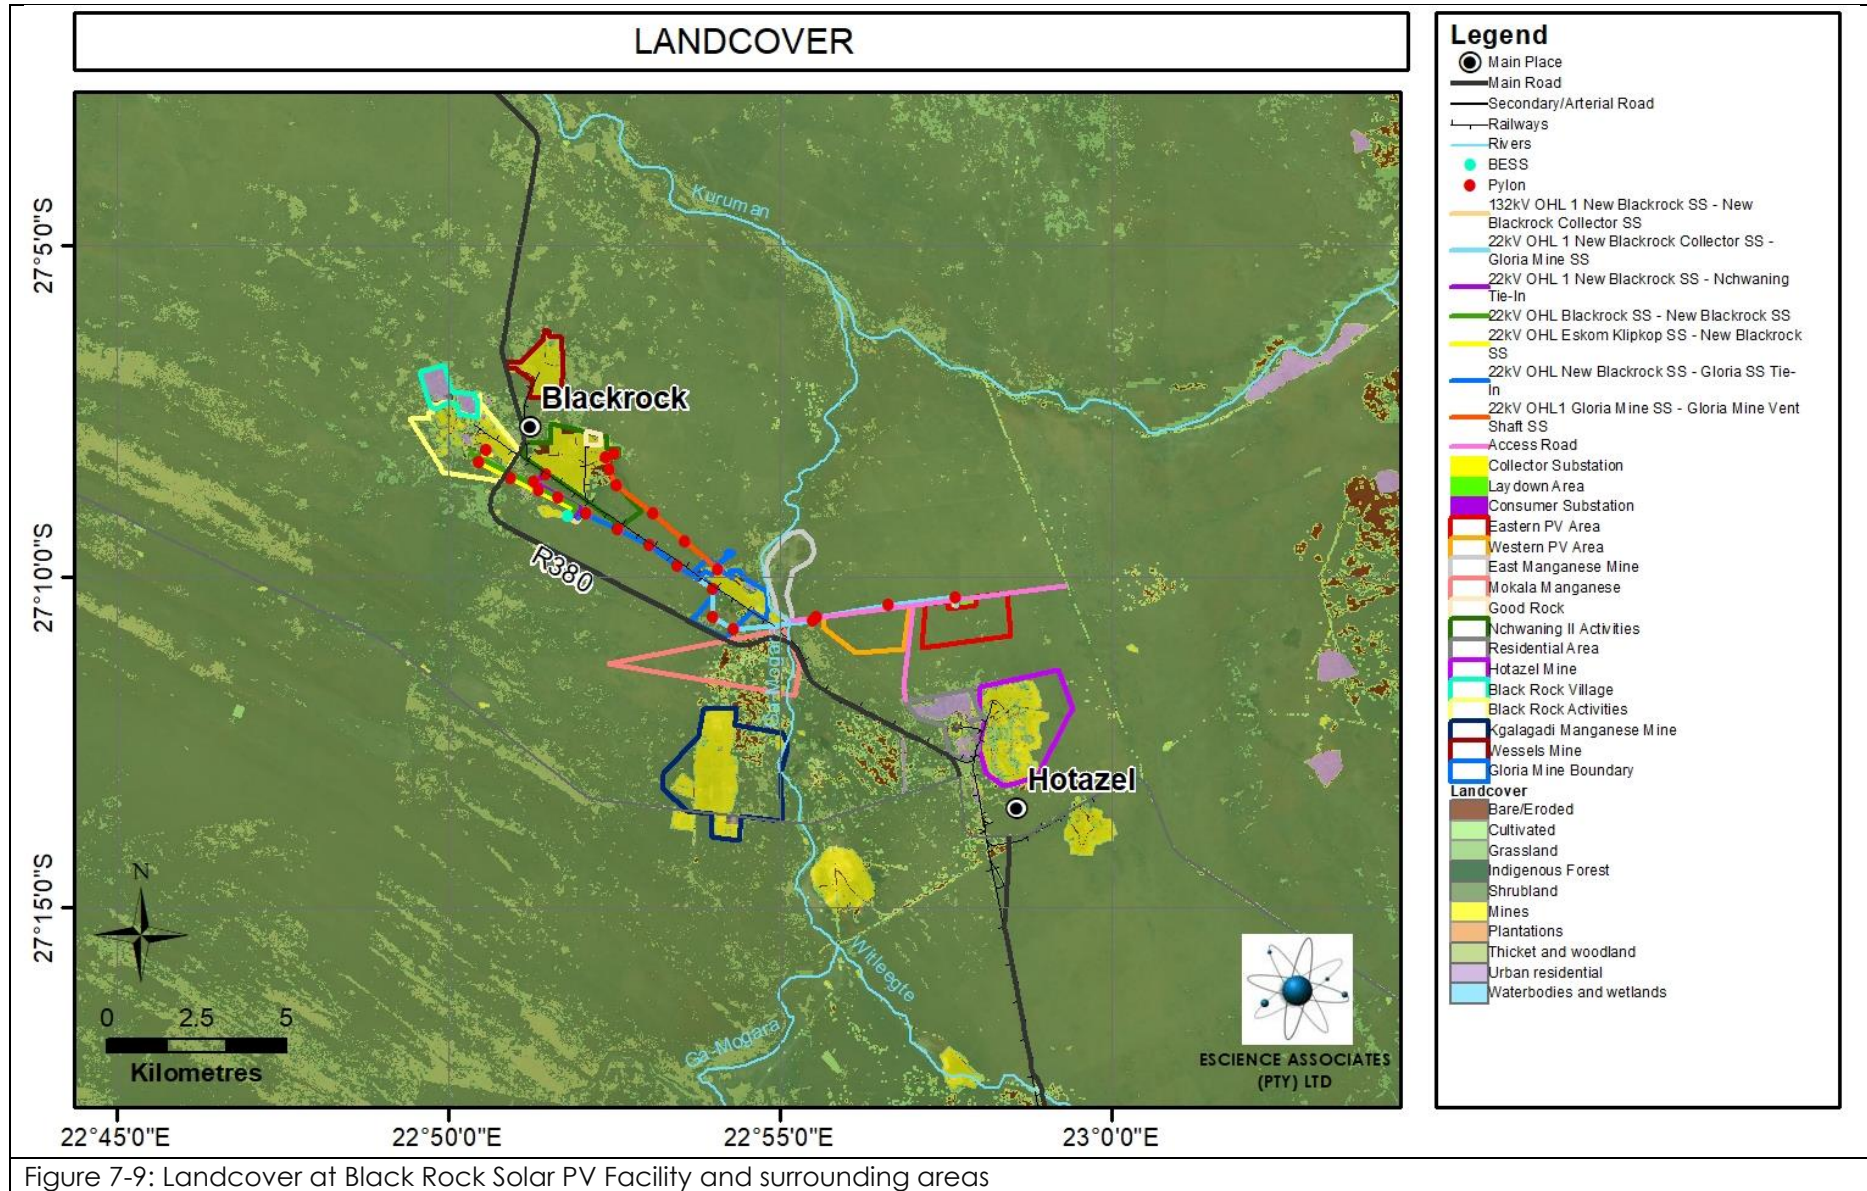 LANDCOVER
Kuruman
27°5'0"S
Blackrock
27°10'0"S
R380
Ga-Mogara
Hotazel
27°15'0"S
N
Witleegte
Ga-Mogara
0 2.5 5
Kilometres
ESCIENCE ASSOCIATES
(PTY) LTD
22°45'0"E 22°50'0"E 22°55'0"E 23°0'0"E
Legend
Main Place
Main Road
Secondary/Arterial Road
Railways
Rivers
BESS
Pylon
132kV OHL 1 New Blackrock SS - New
Blackrock Collector SS
22kV OHL 1 New Blackrock Collector SS -
Gloria Mine SS
22kV OHL 1 New Blackrock SS - Nchwaning
Tie-In
22kV OHL Blackrock SS - New Blackrock SS
22kV OHL Eskom Klipkop SS - New Blackrock
SS
22kV OHL New Blackrock SS - Gloria SS Tie-
In
22kV OHL1 Gloria Mine SS - Gloria Mine Vent
Shaft SS
Access Road
Collector Substation
Laydown Area
Consumer Substation
Eastern PV Area
Western PV Area
East Manganese Mine
Mokala Manganese
Good Rock
Nchwaning II Activities
Residential Area
Hotazel Mine
Black Rock Village
Black Rock Activities
Kgalagadi Manganese Mine
Wessels Mine
Gloria Mine Boundary
Landcover
Bare/Eroded
Cultivated
Grassland
Indigenous Forest
Shrubland
Mines
Plantations
Thicket and woodland
Urban residential
Waterbodies and wetlands
Figure 7-9: Landcover at Black Rock Solar PV Facility and surrounding areas